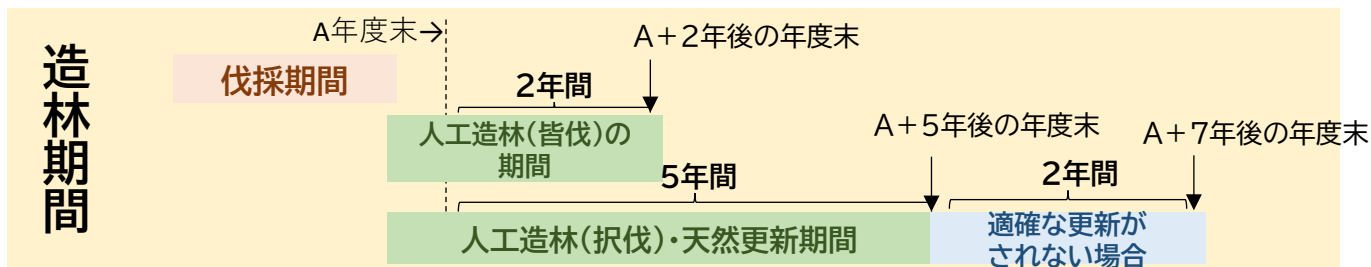 造林期間
A年度末→
A＋2年後の年度末
伐採期間
2年間
人工造林（皆伐）の
期間
A＋5年後の年度末
A＋7年後の年度末
5年間
2年間
人工造林（択伐）・天然更新期間
適確な更新が
されない場合